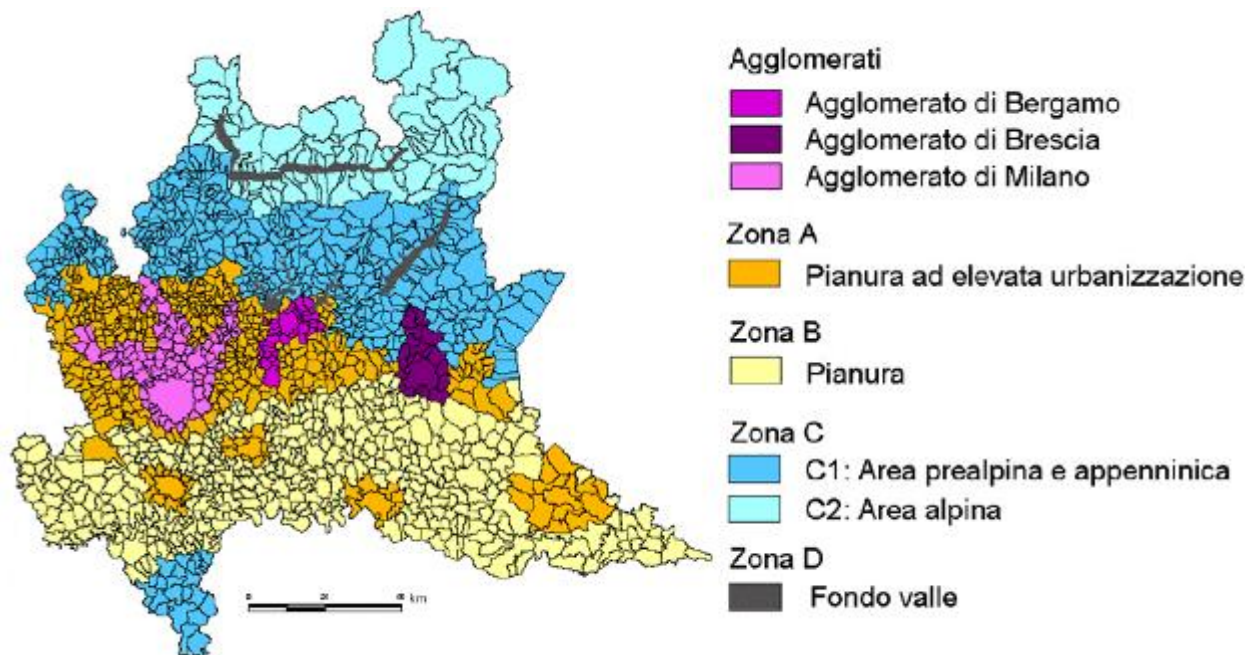 Agglomerati
Agglomerato di Bergamo
Agglomerato di Brescia
Agglomerato di Milano
Zona A
Pianura ad elevata urbanizzazione
Zona B
Pianura
Zona C
C1: Area prealpina e appenninica
C2: Area alpina
Zona D
Fondo valle
0 km